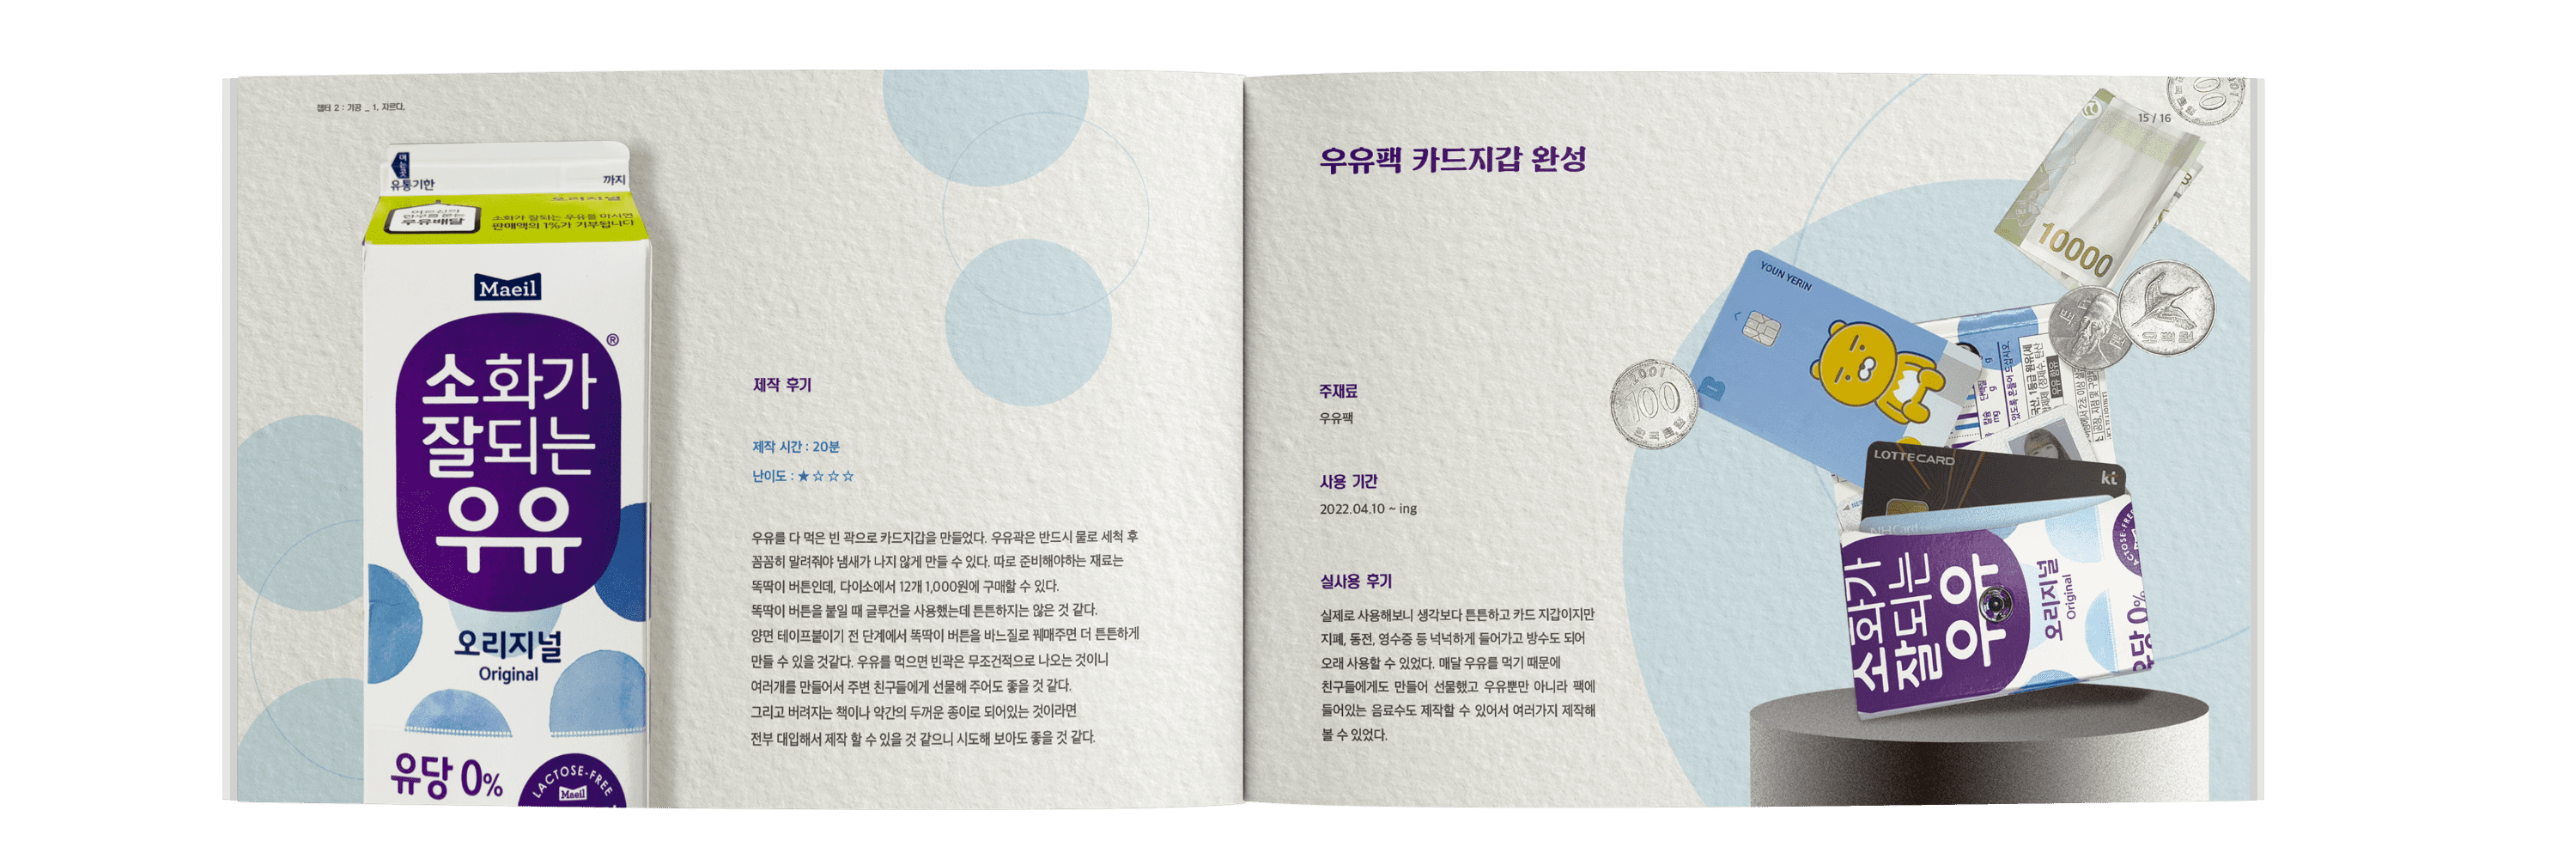 챕터 2 : 가공 _ 1. 자르다.
여는곳
유통기한
까지
오리지널
우유배달
소화가 잘되는 우유를 마시면
판매액의 1%가 기부됩니다
Maeil
®
소화가
잘되는
우유
오리지널
Original
유당 0%
LACTOSE-FREE
Maeil
제작 후기
제작 시간 : 20분
난이도 : ★☆☆☆
우유를 다 먹은 빈 곽으로 카드지갑을 만들었다. 우유곽은 반드시 물로 세척 후
꼼꼼히 말려줘야 냄새가 나지 않게 만들 수 있다. 따로 준비해야하는 재료는
똑딱이 버튼인데, 다이소에서 12개 1,000원에 구매할 수 있다.
똑딱이 버튼을 붙일 때 글루건을 사용했는데 튼튼하지는 않은 것 같다.
양면 테이프붙이기 전 단계에서 똑딱이 버튼을 바느질로 꿰매주면 더 튼튼하게
만들 수 있을 것같다. 우유를 먹으면 빈곽은 무조건적으로 나오는 것이니
여러개를 만들어서 주변 친구들에게 선물해 주어도 좋을 것 같다.
그리고 버려지는 책이나 약간의 두꺼운 종이로 되어있는 것이라면
전부 대입해서 제작 할 수 있을 것 같으니 시도해 보아도 좋을 것 같다.
15 / 16
우유팩 카드지갑 완성
주재료
우유팩
사용 기간
2022.04.10 ~ ing
실사용 후기
실제로 사용해보니 생각보다 튼튼하고 카드 지갑이지만
지폐, 동전, 영수증 등 넉넉하게 들어가고 방수도 되어
오래 사용할 수 있었다. 매달 우유를 먹기 때문에
친구들에게도 만들어 선물했고 우유뿐만 아니라 팩에
들어있는 음료수도 제작할 수 있어서 여러가지 제작해
볼 수 있었다.
10000
YOUN YERIN
B
2001
100
한국은행
백
LOTTECARD
kt
NH Card
소화가
잘되는
우유
오리지널
Original
유당 0%